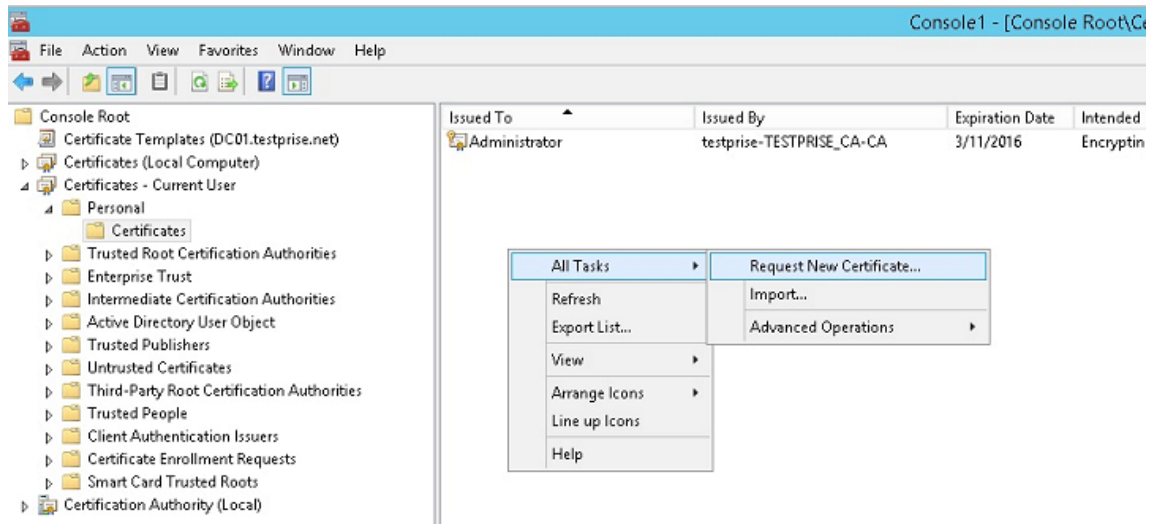 Console1 - [Console Root\Ce
File Action View Favorites Window Help
Console Root
Certificate Templates (DC01.testprise.net)
Certificates (Local Computer)
Certificates - Current User
Personal
Certificates
Trusted Root Certification Authorities
Enterprise Trust
Intermediate Certification Authorities
Active Directory User Object
Trusted Publishers
Untrusted Certificates
Third-Party Root Certification Authorities
Trusted People
Client Authentication Issuers
Certificate Enrollment Requests
Smart Card Trusted Roots
Certification Authority (Local)
Issued To Issued By Expiration Date Intended
Administrator testprise-TESTPRISE_CA-CA 3/11/2016 Encryptin
All Tasks
Refresh
Export List...
View
Arrange Icons
Line up Icons
Help
Request New Certificate...
Import...
Advanced Operations